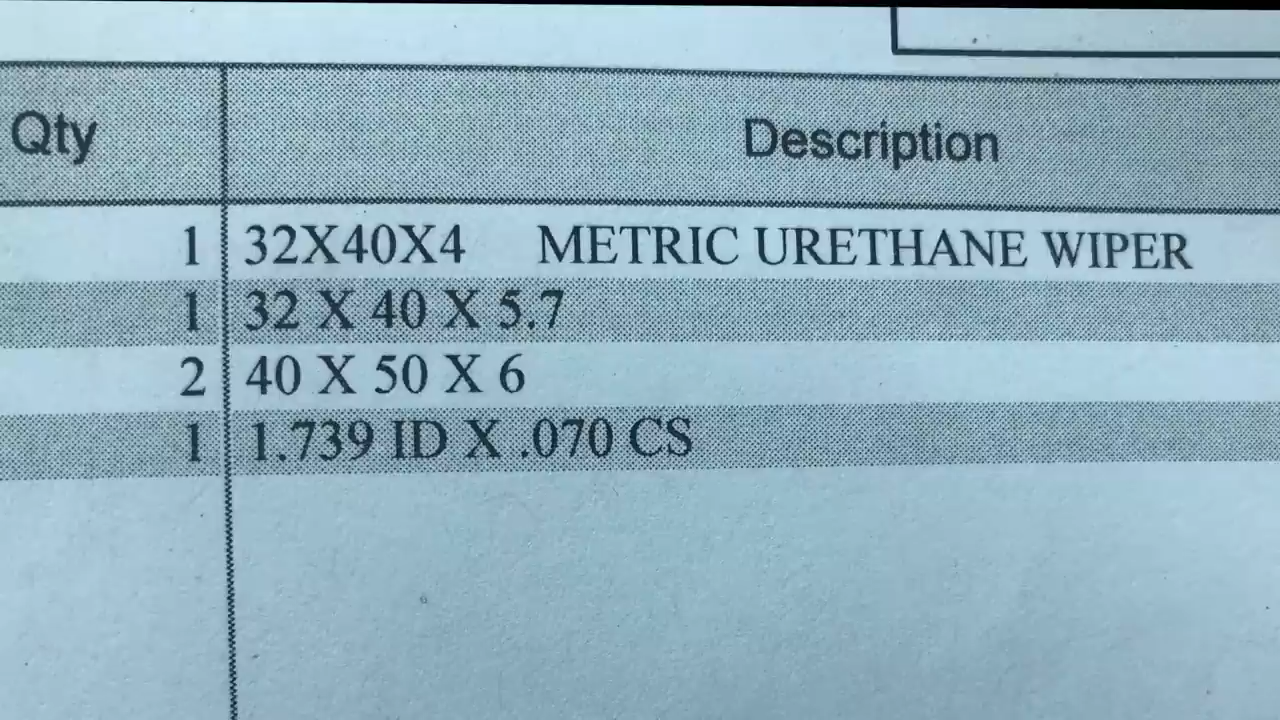 Qty Description
1 32X40X4 METRIC URETHANE WIPER
1 32 X 40 X 5.7
2 40 X 50 X 6
1 1.739 ID X .070 CS